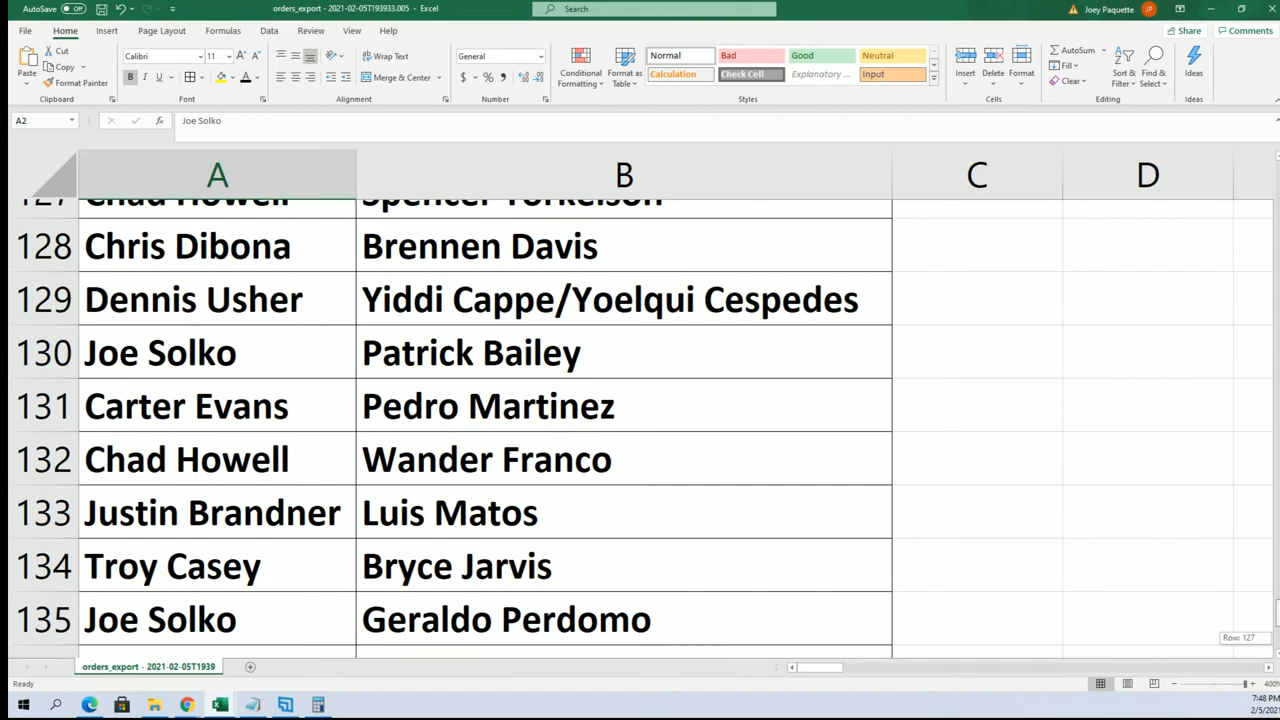 AutoSave Off orders_export - 2021-02-05T193933.005 - Excel Search Joey Paquette JP
File Home Insert Page Layout Formulas Data Review View Help Share Comments
Paste Cut Copy Format Painter Clipboard
Calibri 11 B I U A A Font
Wrap Text Merge & Center Alignment
General $ % Number
Conditional Formatting Format as Table
Normal Bad Good Neutral
Calculation Check Cell Explanatory ... Input
Styles
Insert Delete Format Cells
AutoSum Fill Clear Sort & Filter Find & Select Editing
Ideas Ideas
A2 fx Joe Solko
A B C D
127 Chad Howell Spencer Torkelson
128 Chris Dibona Brennen Davis
129 Dennis Usher Yiddi Cappe/Yoelqui Cespedes
130 Joe Solko Patrick Bailey
131 Carter Evans Pedro Martinez
132 Chad Howell Wander Franco
133 Justin Brandner Luis Matos
134 Troy Casey Bryce Jarvis
135 Joe Solko Geraldo Perdomo
Row: 127
orders_export - 2021-02-05T1939
Ready 400%
7:48 PM
2/5/2021